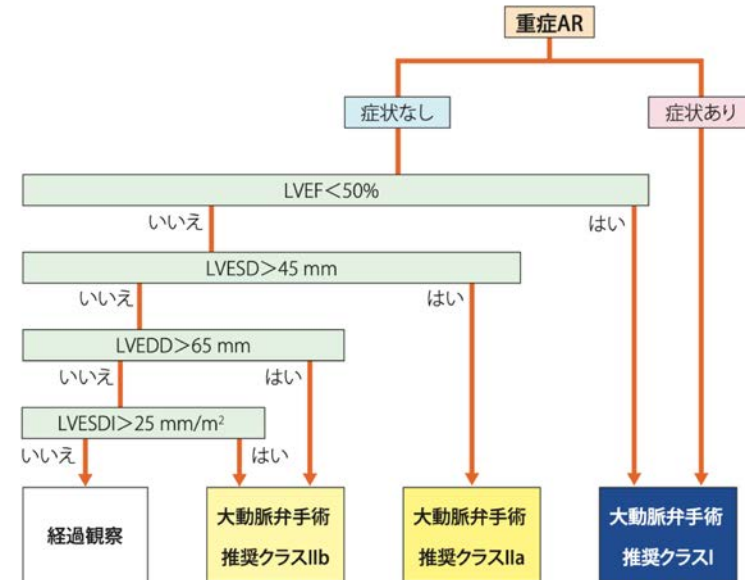 重症AR
症状なし
症状あり
LVEF＜50%
いいえ
はい
LVESD＞45 mm
いいえ
はい
LVEDD＞65 mm
いいえ
はい
LVESDI＞25 mm/m²
いいえ
はい
経過観察
大動脈弁手術
推奨クラスIIb
大動脈弁手術
推奨クラスIIa
大動脈弁手術
推奨クラスI